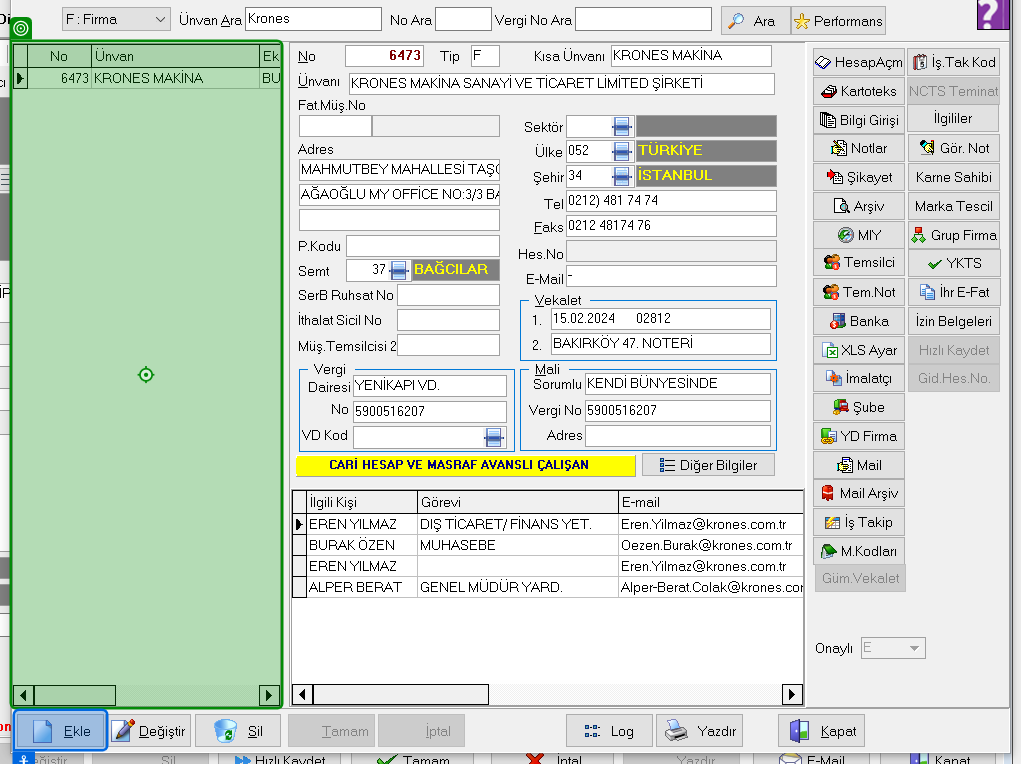 F : Firma Ünvan Ara Krones No Ara Vergi No Ara Ara Performans
No Ünvan Ek
6473 KRONES MAKİNA BU
No 6473 Tip F Kısa Ünvanı KRONES MAKİNA
Ünvanı KRONES MAKİNA SANAYİ VE TİCARET LİMİTED ŞİRKETİ
Fat.Müş.No
Sektör
Adres
Ülke 052 TÜRKİYE
MAHMUTBEY MAHALLESİ TAŞO
Şehir 34 İSTANBUL
AĞAOĞLU MY OFFİCE NO:3/3 BA
Tel 0212) 481 74 74
Faks 0212 48174 76
P.Kodu
Hes.No
Semt 37 BAĞCILAR
E-Mail -
SerB Ruhsat No
Vekalet
İthalat Sicil No
1. 15.02.2024 02812
Müş.Temsilcisi 2
2. BAKIRKÖY 47. NOTERİ
Vergi
Dairesi YENİKAPI VD.
No 5900516207
VD Kod
Mali
Sorumlu KENDİ BÜNYESİNDE
Vergi No 5900516207
Adres
CARİ HESAP VE MASRAF AVANSLI ÇALIŞAN
Diğer Bilgiler
İlgili Kişi Görevi E-mail
EREN YILMAZ DIŞ TİCARET/ FİNANS YET. Eren.Yilmaz@krones.com.tr
BURAK ÖZEN MUHASEBE Oezen.Burak@krones.com.tr
EREN YILMAZ Eren.Yilmaz@krones.com.tr
ALPER BERAT GENEL MÜDÜR YARD. Alper-Berat.Colak@krones.cor
HesapAçm İş.Tak Kod
Kartoteks NCTS Teminat
Bilgi Girişi İlgililer
Notlar Gör. Not
Şikayet Karne Sahibi
Arşiv Marka Tescil
MIY Grup Firma
Temsilci YKTS
Tem.Not İhr E-Fat
Banka İzin Belgeleri
XLS Ayar Hızlı Kaydet
İmalatçı Gid.Hes.No.
Şube
YD Firma
Mail
Mail Arşiv
İş Takip
M.Kodları
Güm.Vekalet
Onaylı E
Ekle Değiştir Sil Tamam İptal Log Yazdır Kapat
eğiştir Sil Hızlı Kaydet Tamam İptal Yazdır E-Mail Kapat